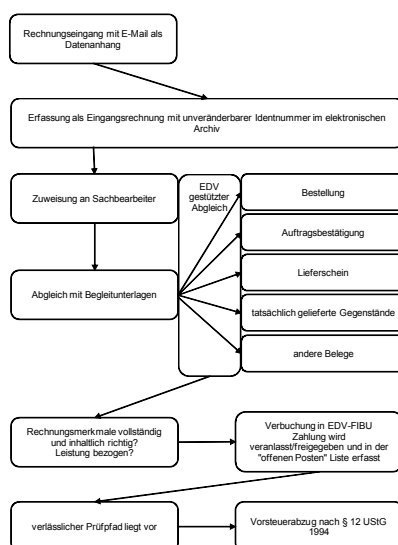 Rechnungseingang mit E-Mail als
Datenanhang
Erfassung als Eingangsrechnung mit unveränderbarer Identnummer im elektronischen
Archiv
Zuweisung an Sachbearbeiter
EDV
gestützter
Abgleich
Bestellung
Auftragsbestätigung
Abgleich mit Begleitunterlagen
Lieferschein
tatsächlich gelieferte Gegenstände
andere Belege
Rechnungsmerkmale vollständig
und inhaltlich richtig?
Leistung bezogen?
Verbuchung in EDV-FIBU
Zahlung wird
veranlasst/freigegeben und in der
"offenen Posten" Liste erfasst
verlässlicher Prüfpfad liegt vor
Vorsteuerabzug nach § 12 UStG
1994